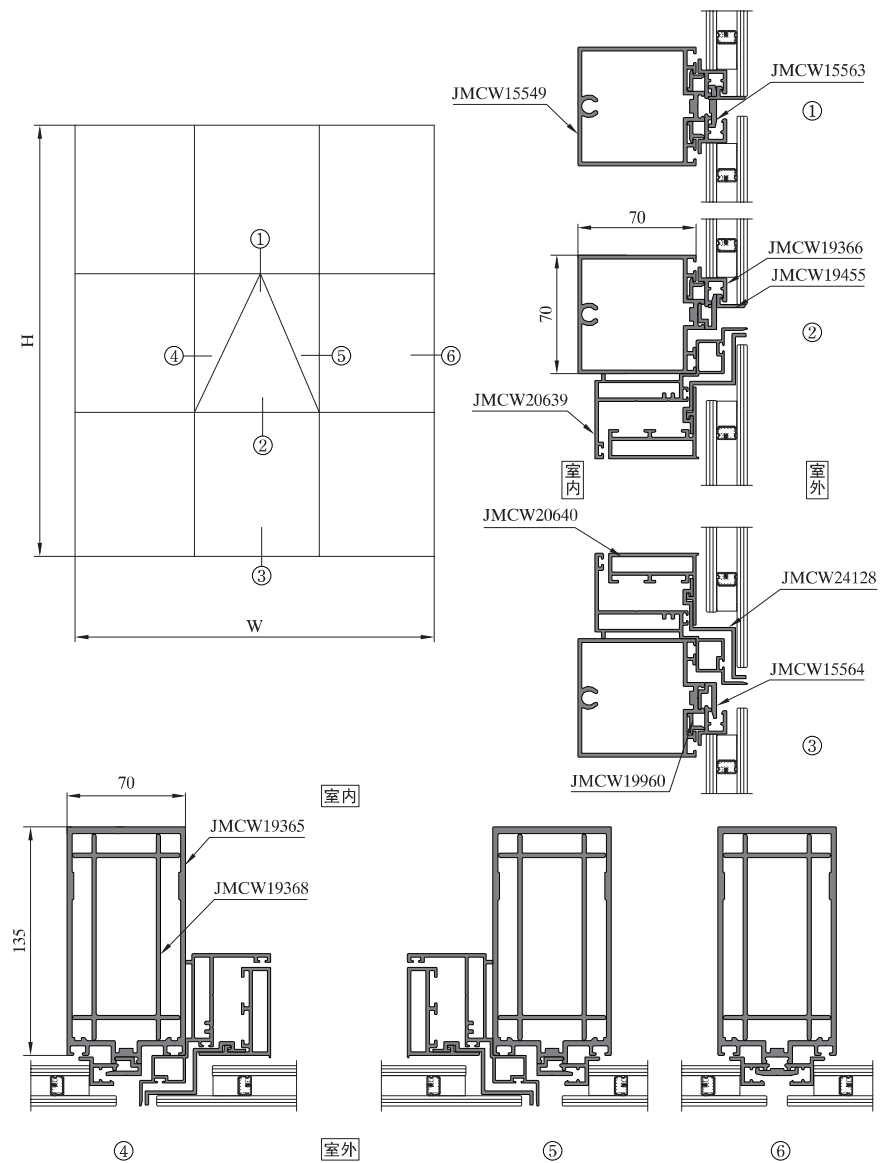 JMCW15549
JMCW15563
①
H
W
①
②
③
④
⑤
⑥
70
70
JMCW19366
JMCW19455
②
JMCW20639
室内
室外
JMCW20640
JMCW24128
JMCW15564
③
JMCW19960
70
135
室内
JMCW19365
JMCW19368
④
室外
⑤
⑥